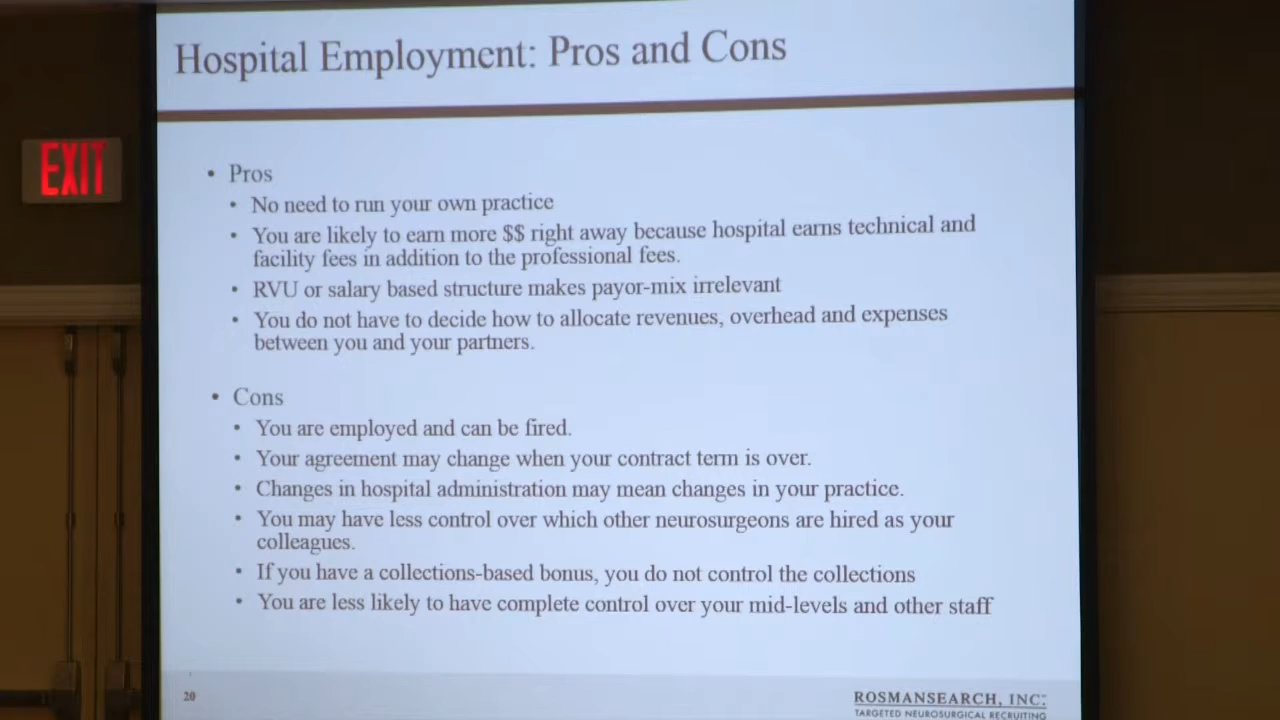 Hospital Employment: Pros and Cons
EXIT
• Pros
• No need to run your own practice
• You are likely to earn more $$ right away because hospital earns technical and
facility fees in addition to the professional fees.
• RVU or salary based structure makes payor-mix irrelevant
• You do not have to decide how to allocate revenues, overhead and expenses
between you and your partners.
• Cons
• You are employed and can be fired.
• Your agreement may change when your contract term is over.
• Changes in hospital administration may mean changes in your practice.
• You may have less control over which other neurosurgeons are hired as your
colleagues.
• If you have a collections-based bonus, you do not control the collections
• You are less likely to have complete control over your mid-levels and other staff
20
ROSMANSEARCH, INC.
TARGETED NEUROSURGICAL RECRUITING